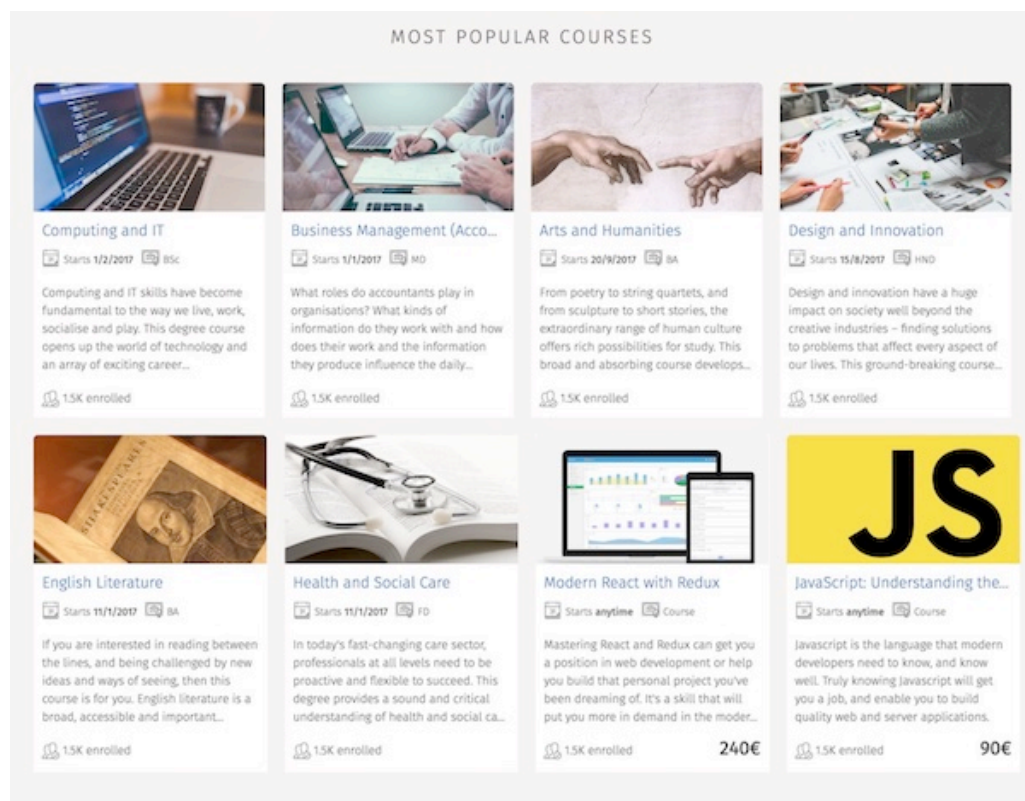 MOST POPULAR COURSES
Computing and IT
Starts 1/2/2017 BSc
Computing and IT skills have become
fundamental to the way we live, work,
socialise and play. This degree course
opens up the world of technology and
an array of exciting career...
1.5K enrolled
Business Management (Acco...
Starts 1/1/2017 MD
What roles do accountants play in
organisations? What kinds of
information do they work with and how
does their work and the information
they produce influence the daily...
1.5K enrolled
Arts and Humanities
Starts 20/9/2017 BA
From poetry to string quartets, and
from sculpture to short stories, the
extraordinary range of human culture
offers rich possibilities for study. This
broad and absorbing course develops...
1.5K enrolled
Design and Innovation
Starts 15/8/2017 HND
Design and innovation have a huge
impact on society well beyond the
creative industries – finding solutions
to problems that affect every aspect of
our lives. This ground-breaking course...
1.5K enrolled
SHAKESPEARES
English Literature
Starts 11/1/2017 BA
If you are interested in reading between
the lines, and being challenged by new
ideas and ways of seeing, then this
course is for you. English literature is a
broad, accessible and important...
1.5K enrolled
Health and Social Care
Starts 11/1/2017 FD
In today's fast-changing care sector,
professionals at all levels need to be
proactive and flexible to succeed. This
degree provides a sound and critical
understanding of health and social ca...
1.5K enrolled
Modern React with Redux
Starts anytime Course
Mastering React and Redux can get you
a position in web development or help
you build that personal project you've
been dreaming of. It's a skill that will
put you more in demand in the moder...
1.5K enrolled 240€
JS
JavaScript: Understanding the...
Starts anytime Course
Javascript is the language that modern
developers need to know, and know
well. Truly knowing Javascript will get
you a job, and enable you to build
quality web and server applications.
1.5K enrolled 90€